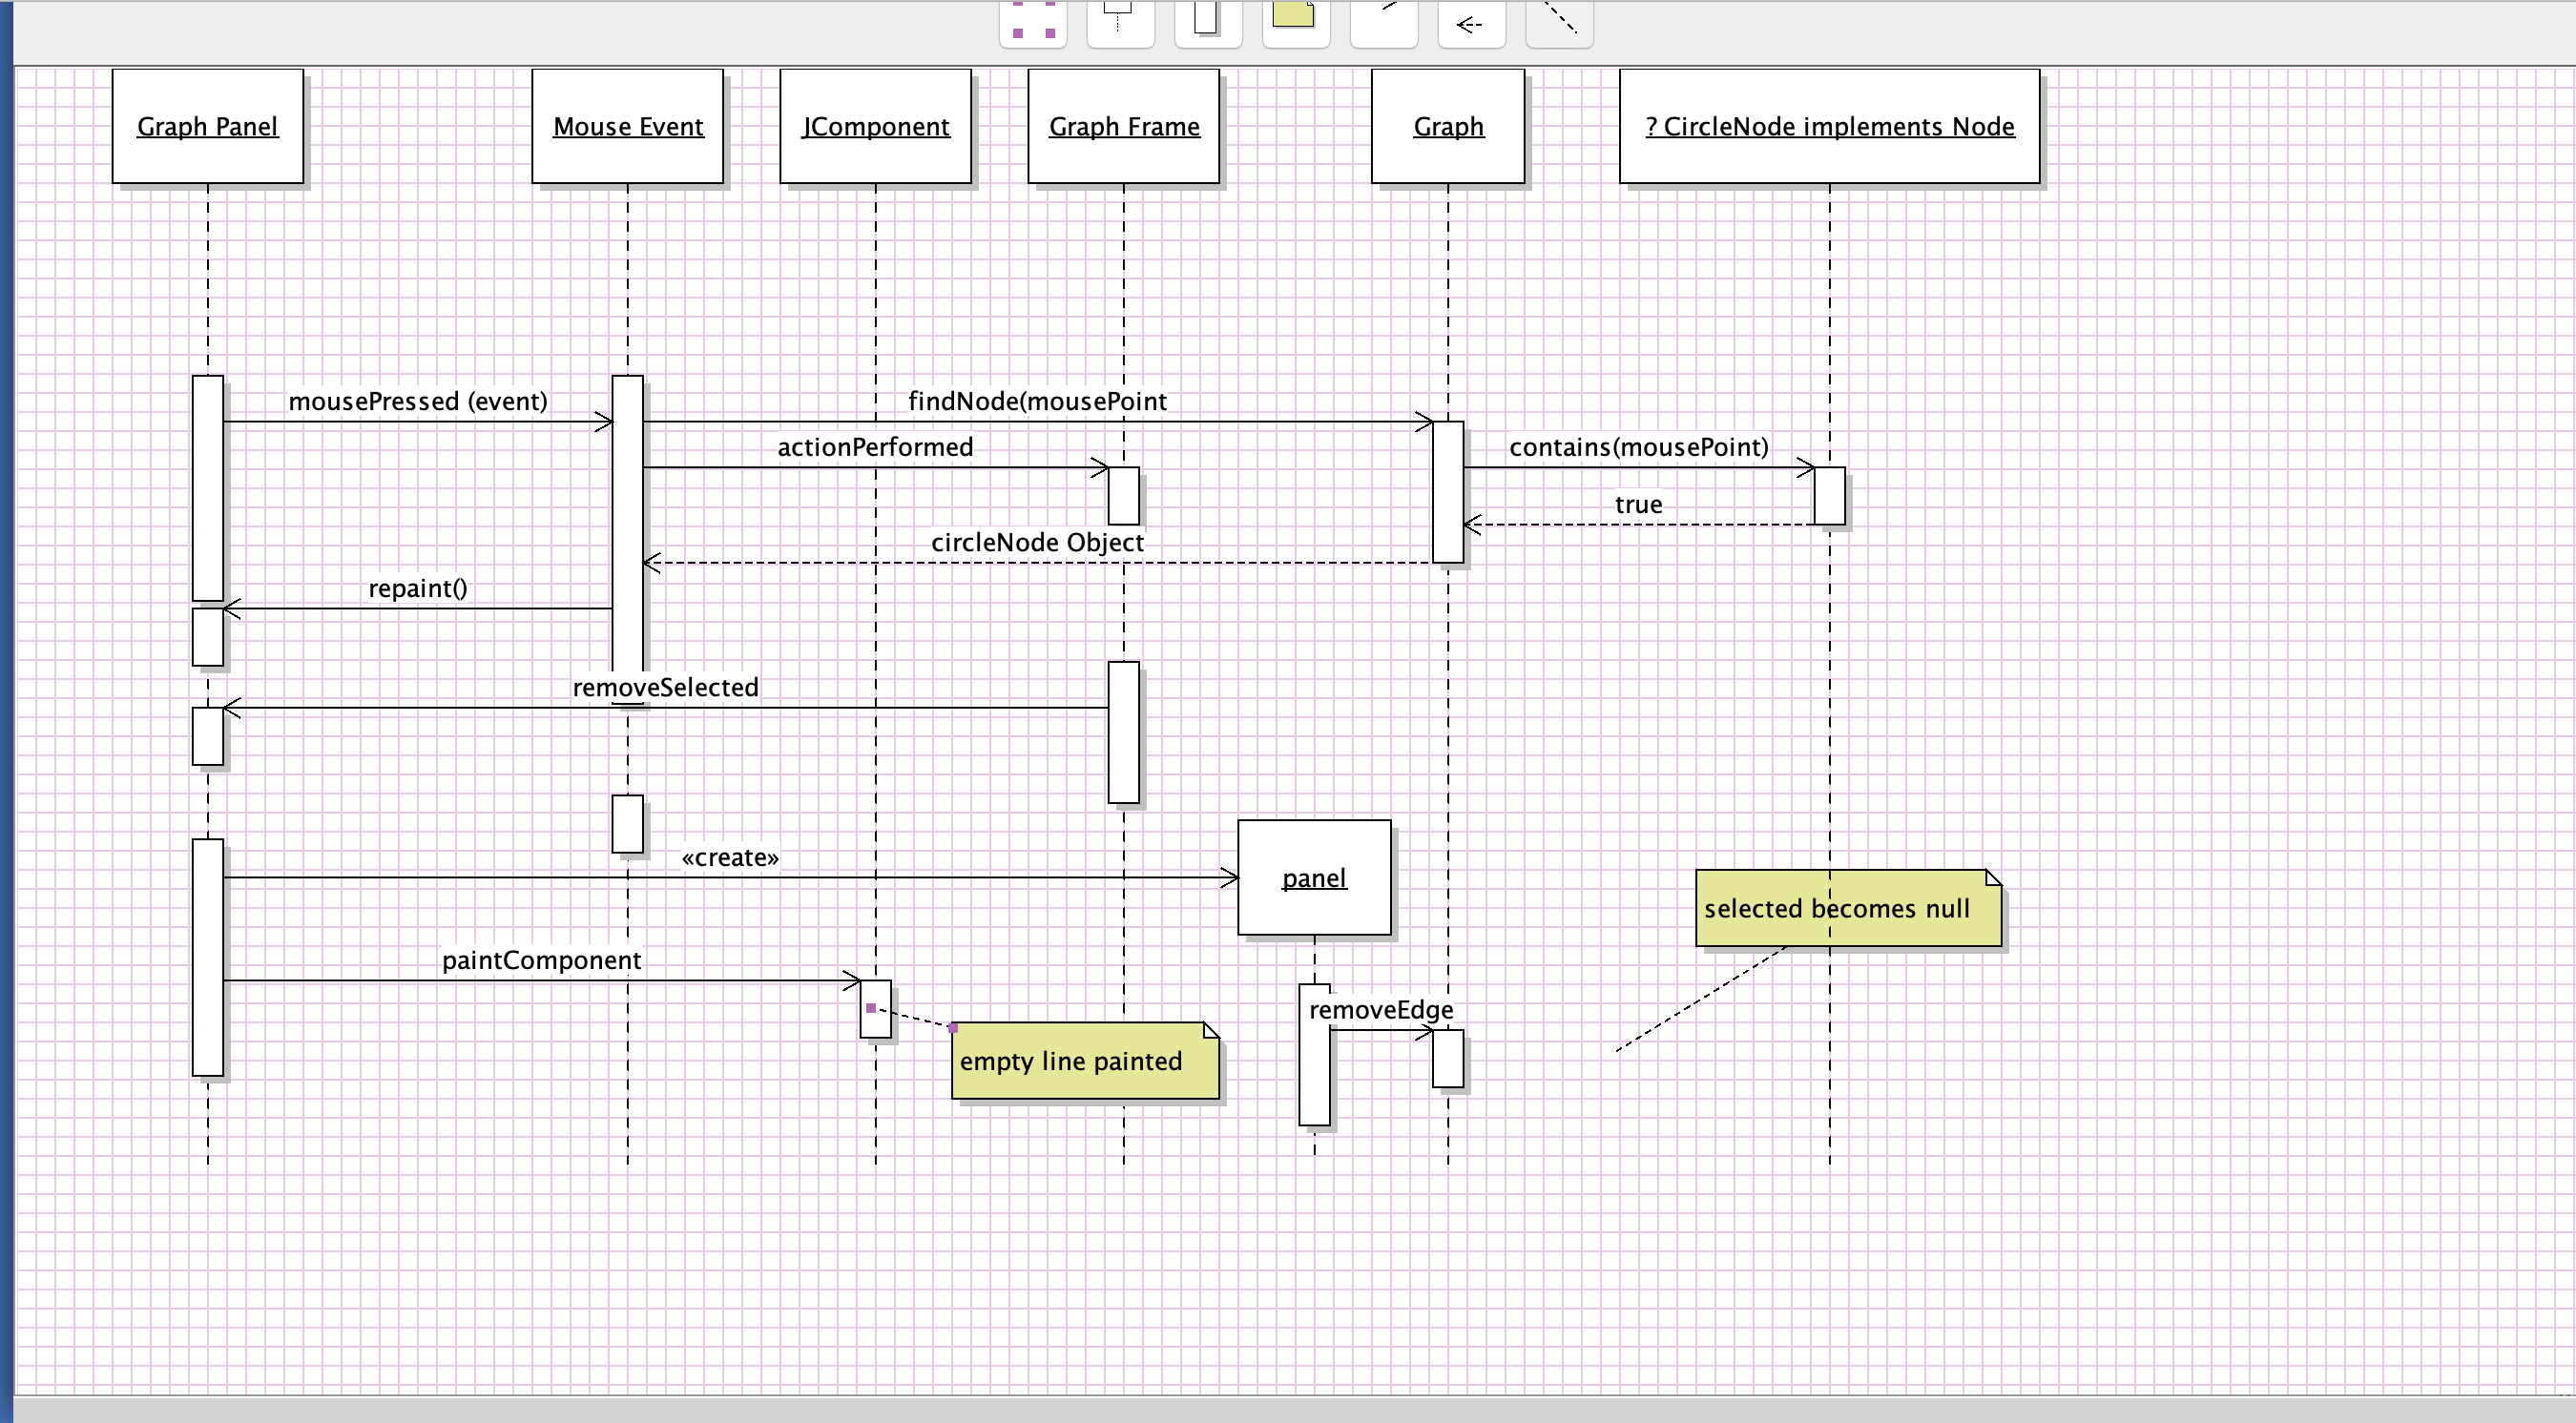 Graph Panel
Mouse Event
JComponent
Graph Frame
Graph
? CircleNode implements Node
mousePressed (event)
findNode(mousePoint
actionPerformed
contains(mousePoint)
true
circleNode Object
repaint()
removeSelected
«create»
panel
selected becomes null
paintComponent
removeEdge
empty line painted